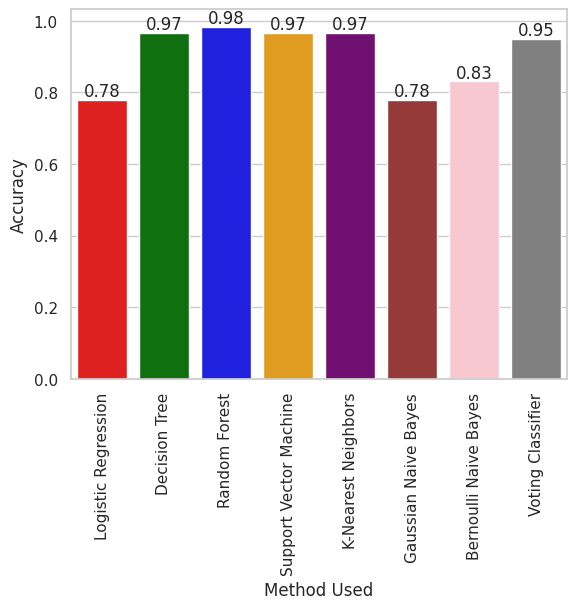 1.0
0.8
0.6
0.4
0.2
0.0
Accuracy
0.78
0.97
0.98
0.97
0.97
0.78
0.83
0.95
Logistic Regression
Decision Tree
Random Forest
Support Vector Machine
K-Nearest Neighbors
Gaussian Naive Bayes
Bernoulli Naive Bayes
Voting Classifier
Method Used